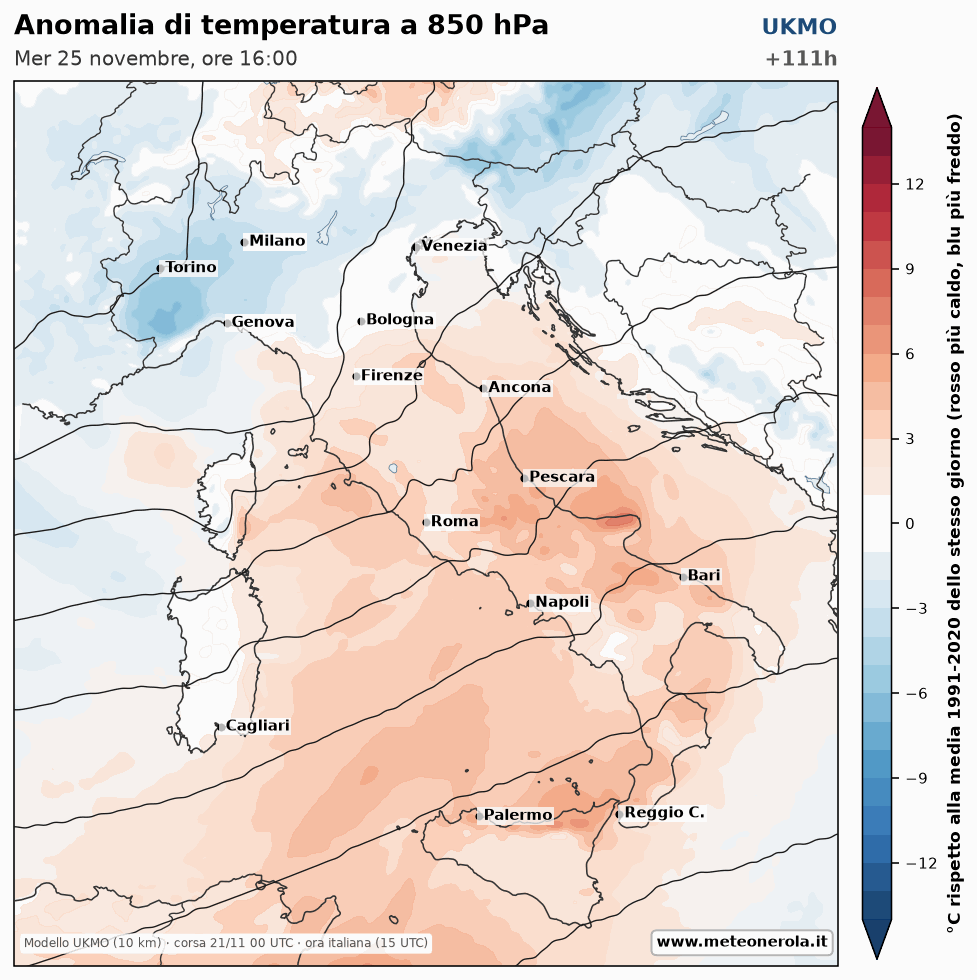 Anomalia di temperatura a 850 hPa
UKMO
Mer 25 novembre, ore 16:00
+111h
Milano
Venezia
Torino
Genova
Bologna
Firenze
Ancona
Pescara
Roma
Bari
Napoli
Cagliari
Palermo
Reggio C.
12
9
6
3
0
−3
−6
−9
−12
°C rispetto alla media 1991-2020 dello stesso giorno (rosso più caldo, blu più freddo)
Modello UKMO (10 km) · corsa 21/11 00 UTC · ora italiana (15 UTC)
www.meteonerola.it